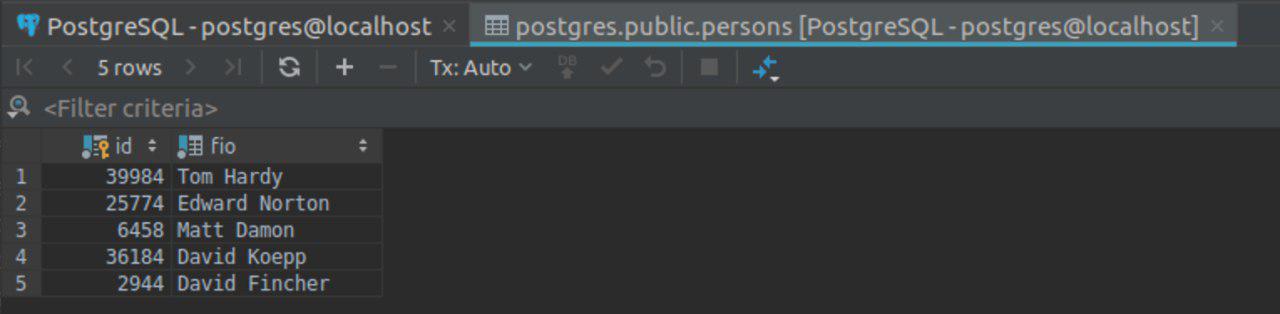 PostgreSQL - postgres@localhost × postgres.public.persons [PostgreSQL - postgres@localhost] ×
5 rows Tx: Auto DB
<Filter criteria>
id fio
1 39984 Tom Hardy
2 25774 Edward Norton
3 6458 Matt Damon
4 36184 David Koepp
5 2944 David Fincher